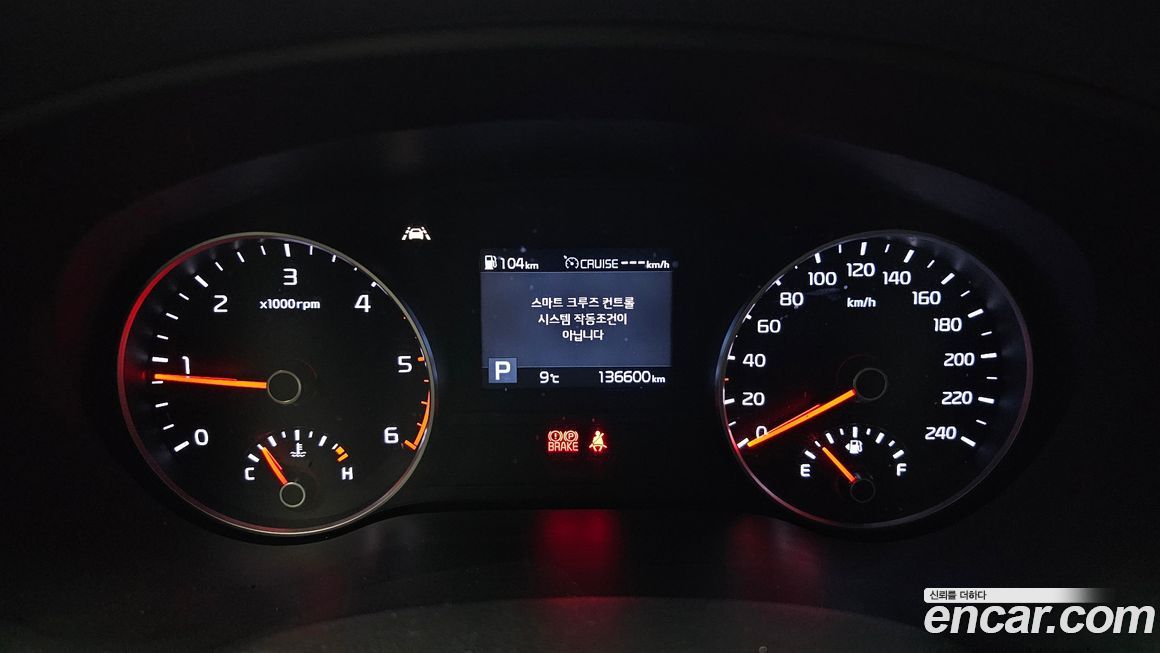 104km CRUISE ---km/h
스마트 크루즈 컨트롤
시스템 작동조건이
아닙니다
P 9℃ 136600km
0
1
2
3
4
5
6
x1000rpm
C H
BRAKE
0
20
40
60
80
100
120
140
160
180
200
220
240
km/h
E F
신뢰를 더하다
encar.com